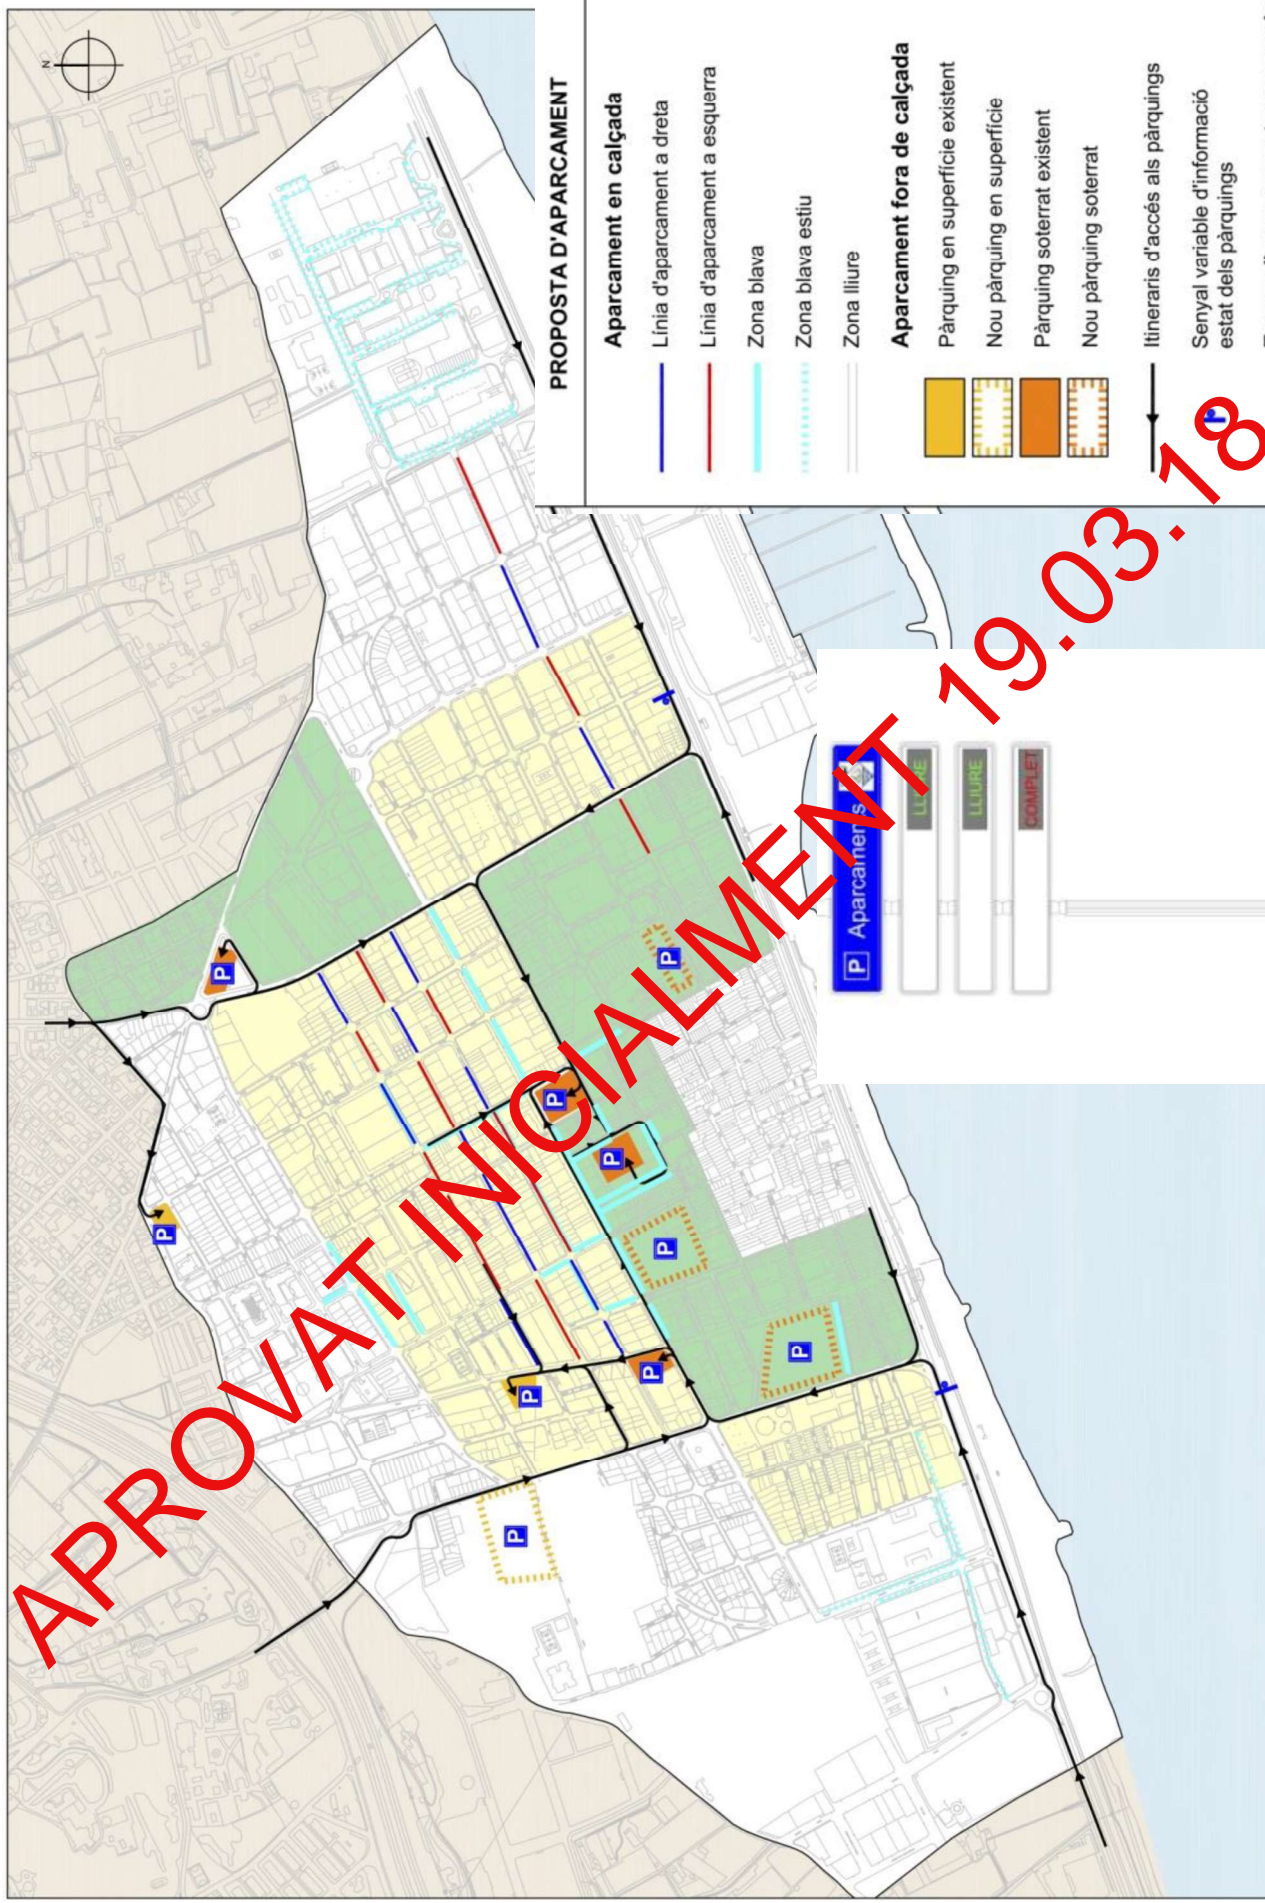 N
PROPOSTA D'APARCAMENT
Aparcament en calçada
Línia d'aparcament a dreta
Línia d'aparcament a esquerra
Zona blava
Zona blava estiu
Zona lliure
Aparcament fora de calçada
Pàrquing en superfície existent
Nou pàrquing en superfície
Pàrquing soterrat existent
Nou pàrquing soterrat
Itineraris d'accés als pàrquings
Senyal variable d'informació
estat dels pàrquings
P
P
P
P
P
P
P
P
P
P
P Aparcaments
LLIURE
LLIURE
COMPLET
APROVAT INICIALMENT 19.03.18